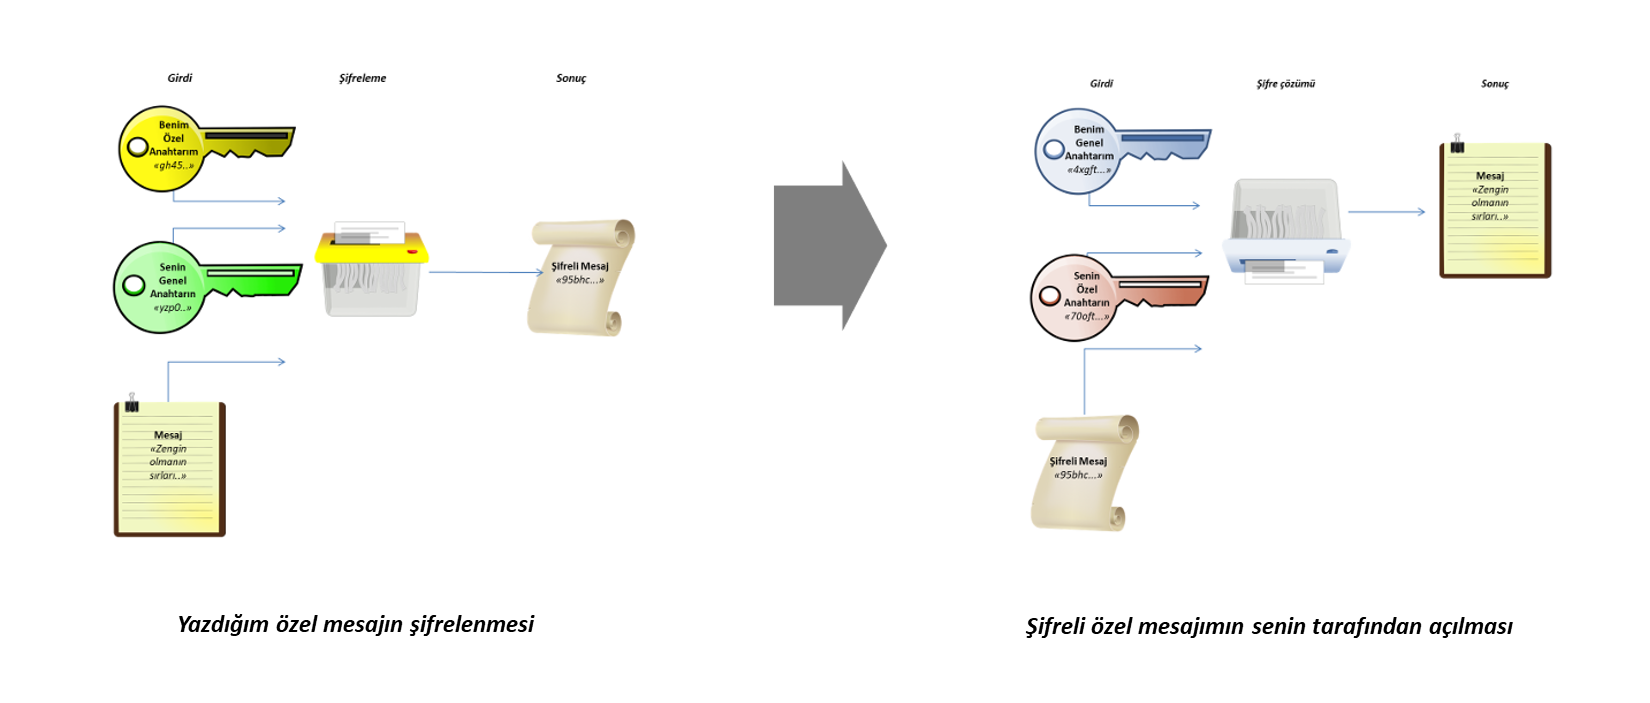 Girdi
Şifreleme
Sonuç
Benim
Özel
Anahtarım
«gh45..»
Senin
Genel
Anahtarın
«yzp0..»
Şifreli Mesaj
«95bhc...»
Mesaj
«Zengin
olmanın
sırları..»
Yazdığım özel mesajın şifrelenmesi
Girdi
Şifre çözümü
Sonuç
Benim
Genel
Anahtarım
«4xgft...»
Senin
Özel
Anahtarın
«70oft...»
Mesaj
«Zengin
olmanın
sırları..»
Şifreli Mesaj
«95bhc...»
Şifreli özel mesajımın senin tarafından açılması